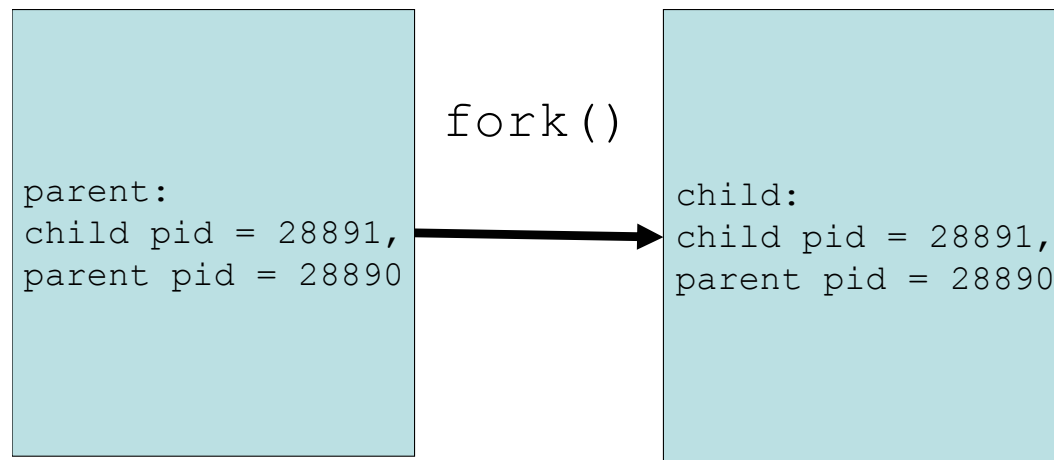 parent:
child pid = 28891,
parent pid = 28890
fork()
child:
child pid = 28891,
parent pid = 28890